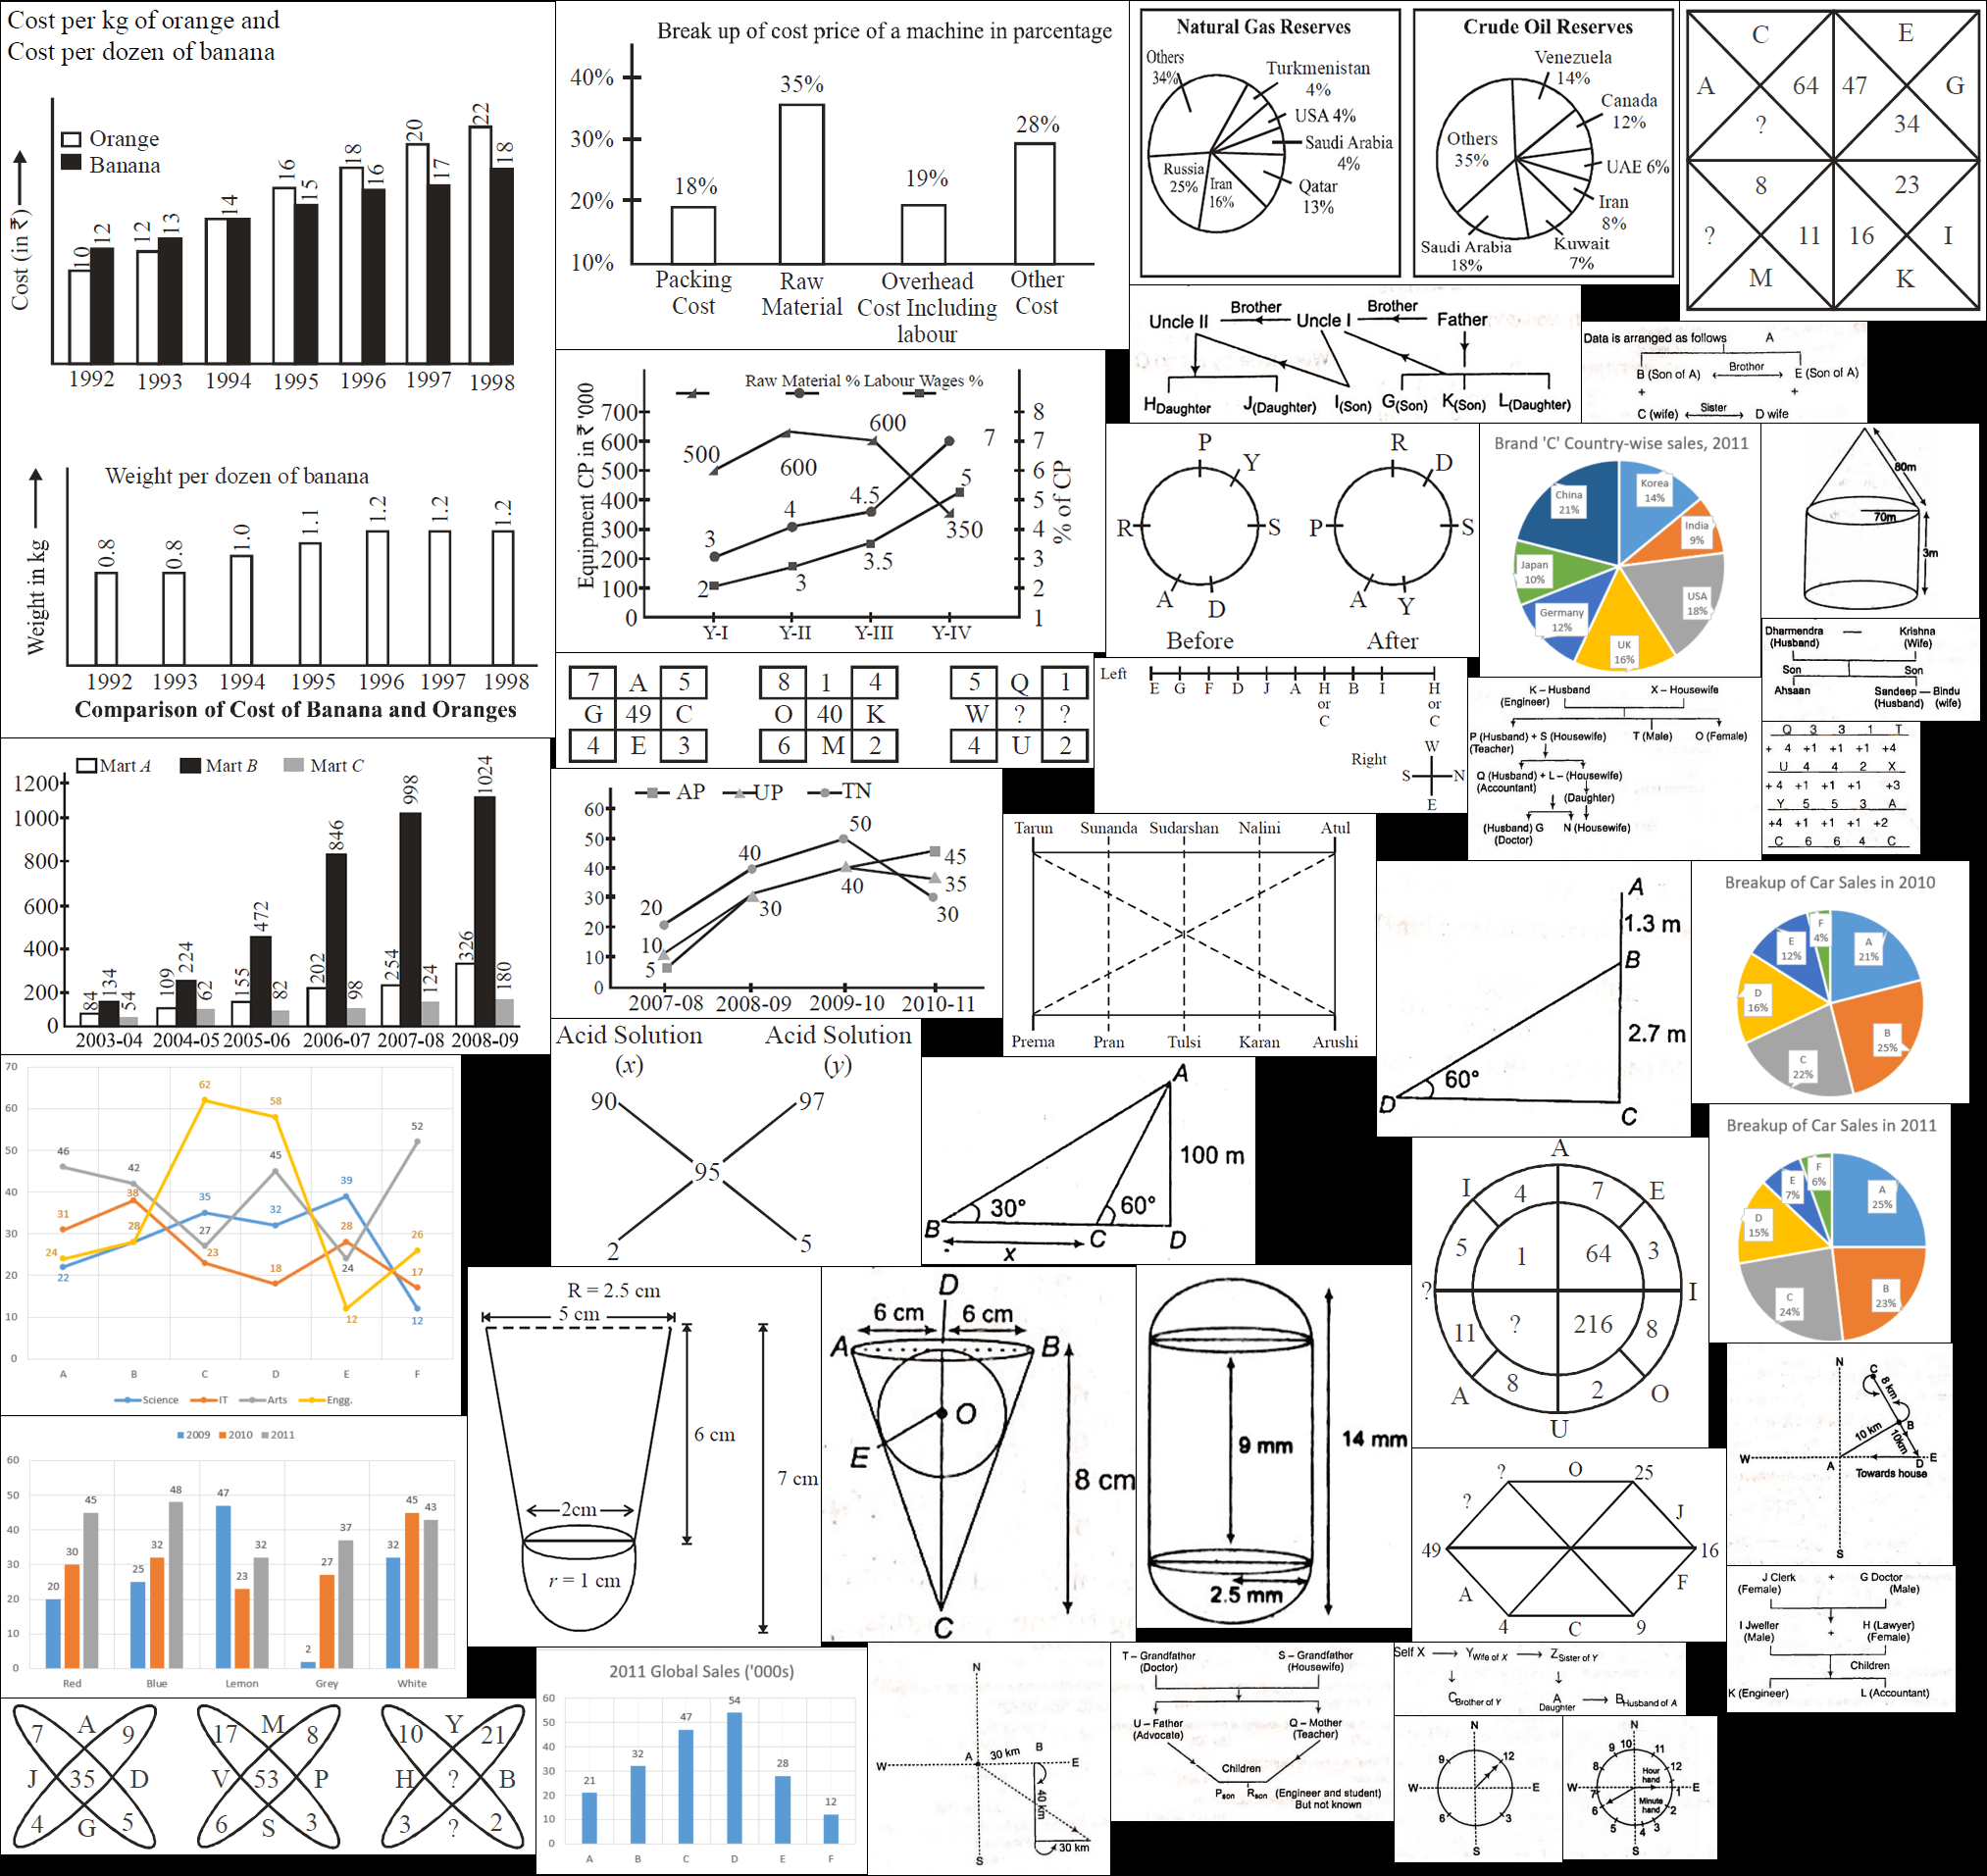 Cost per kg of orange and
Cost per dozen of banana
Orange
Banana
Cost (in ₹)
10 12 12 13 14 16 15 18 16 20 17 22 18
1992 1993 1994 1995 1996 1997 1998
Weight per dozen of banana
Weight in kg
0.8 0.8 1.0 1.1 1.2 1.2 1.2
1992 1993 1994 1995 1996 1997 1998
Comparison of Cost of Banana and Oranges
Break up of cost price of a machine in parcentage
40%
30%
20%
10%
18% 35% 19% 28%
Packing Raw Overhead Other
Cost Material Cost Including Cost
labour
Natural Gas Reserves
Others
34%
Turkmenistan
4%
USA 4%
Saudi Arabia
4%
Qatar
13%
Iran
16%
Russia
25%
Crude Oil Reserves
Venezuela
14%
Canada
12%
UAE 6%
Iran
8%
Kuwait
7%
Saudi Arabia
18%
Others
35%
C E
A 64 47 G
? 34
8 23
? 11 16 I
M K
Uncle II Brother Uncle I Brother Father
HDaughter J(Daughter) I(Son) G(Son) K(Son) L(Daughter)
Data is arranged as follows A
B (Son of A) Brother E (Son of A)
+ +
C (wife) Sister D wife
Raw Material % Labour Wages %
Equipment CP in ₹ '000
700
600
500
400
300
200
100
0
500 600 600 350
3 4 4.5 7
2 3 3.5 5
8
7
6
5
4
3
2
1
% of CP
Y-I Y-II Y-III Y-IV
P Y S D A R
Before
R D S Y A P
After
Brand 'C' Country-wise sales, 2011
Korea
14%
India
9%
USA
18%
UK
16%
Germany
12%
Japan
10%
China
21%
80m
70m
3m
Dharmendra — Krishna
(Husband) (Wife)
Son Son
Ahsaan Sandeep — Bindu
(Husband) (wife)
7 A 5
G 49 C
4 E 3
8 1 4
O 40 K
6 M 2
5 Q 1
W ? ?
4 U 2
Left
E G F D J A H B I H
or or
C C
Right
W
S N
E
K – Husband X – Housewife
(Engineer)
P (Husband) + S (Housewife) T (Male) O (Female)
(Teacher)
Q (Husband) + L – (Housewife)
(Accountant)
(Daughter)
(Husband) G N (Housewife)
(Doctor)
Q 3 3 1 T
+ 4 +1 +1 +1 +4
U 4 4 2 X
+ 4 +1 +1 +1 +3
Y 5 5 3 A
+4 +1 +1 +1 +2
C 6 6 4 C
Mart A Mart B Mart C
1200
1000
800
600
400
200
0
84 134 54 109 224 62 155 472 82 202 846 98 254 998 124 326 1024 180
2003-04 2004-05 2005-06 2006-07 2007-08 2008-09
AP UP TN
60
50
40
30
20
10
0
20 40 50 30
10 30 40 35
5 45
2007-08 2008-09 2009-10 2010-11
Tarun Sunanda Sudarshan Nalini Atul
Prema Pran Tulsi Karan Arushi
A
1.3 m
B
2.7 m
60°
D
C
Breakup of Car Sales in 2010
A
21%
B
25%
C
22%
D
16%
E
12%
F
4%
Acid Solution Acid Solution
(x) (y)
90 97
95
2 5
A
100 m
30° 60°
B x C D
Breakup of Car Sales in 2011
A
25%
B
23%
C
24%
D
15%
E
7%
F
6%
70
60
50
40
30
20
10
0
46 42 27 45 24 52
31 38 23 18 28 17
24 28 62 58 12 26
22 35 32 39 12
A B C D E F
Science IT Arts Engg.
R = 2.5 cm
5 cm
6 cm
7 cm
2cm
r = 1 cm
D
6 cm 6 cm
A B
O
E
8 cm
C
9 mm
14 mm
2.5 mm
A
I 4 7 E
5 1 64 3
? I
11 ? 216 8
A 8 2 O
U
N
C
8 km
B
10 km
10km
W A D E
Towards house
S
? O 25
? J
49 16
A F
4 C 9
2009 2010 2011
60
50
40
30
20
10
0
20 30 45 25 32 48 47 23 32 2 27 37 32 45 43
Red Blue Lemon Grey White
J Clerk + G Doctor
(Female) (Male)
I Jweller + H (Lawyer)
(Male) (Female)
Children
K (Engineer) L (Accountant)
7 A 9
J 35 D
4 G 5
17 M 8
V 53 P
6 S 3
10 Y 21
H ? B
3 ? 2
2011 Global Sales ('000s)
60
50
40
30
20
10
0
21 32 47 54 28 12
A B C D E F
N
A 30 km B
W E
40 km
30 km
S
T – Grandfather S – Grandfather
(Doctor) (Housewife)
U – Father Q – Mother
(Advocate) (Teacher)
Children
Pson Rson (Engineer and student)
But not known
Self X YWife of X ZSister of Y
CBrother of Y A BHusband of A
Daughter
N
9 12
W E
6 3
S
N
9 10 11
8 12
Hour
hand
W E
7 1
Minute
hand
6 2
5 4 3
S